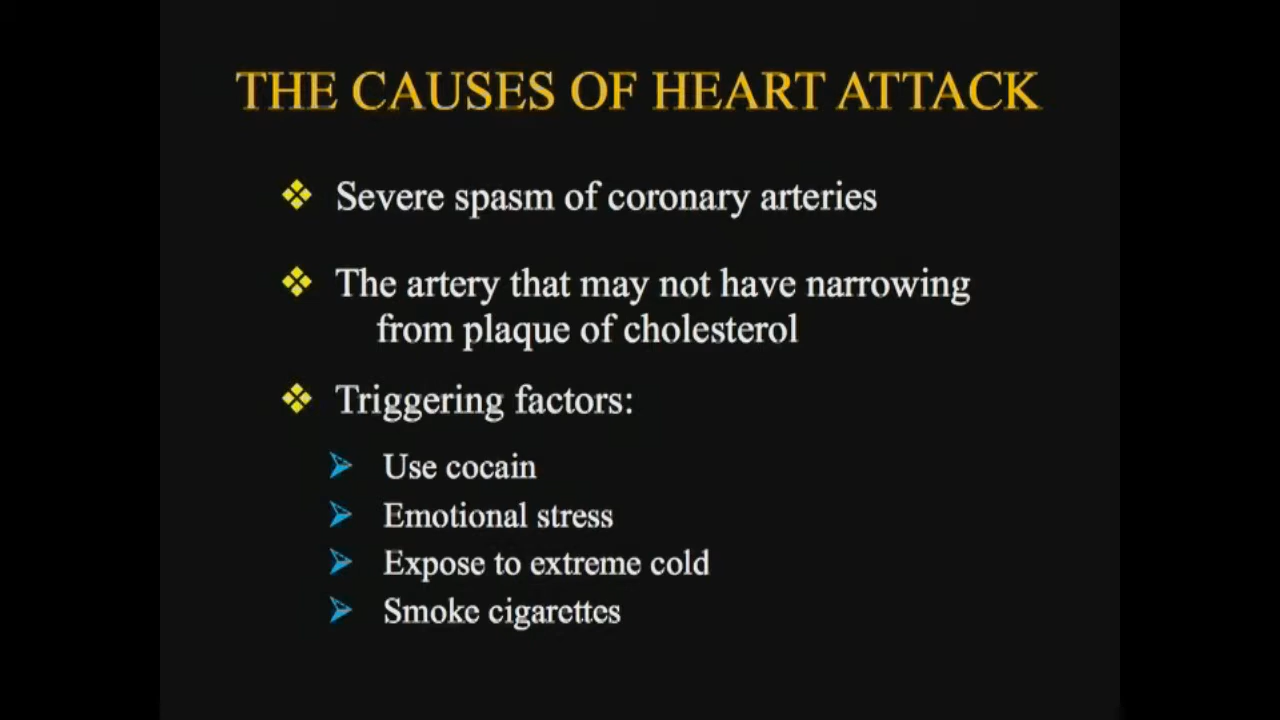 THE CAUSES OF HEART ATTACK
Severe spasm of coronary arteries
The artery that may not have narrowing
from plaque of cholesterol
Triggering factors:
Use cocain
Emotional stress
Expose to extreme cold
Smoke cigarettes